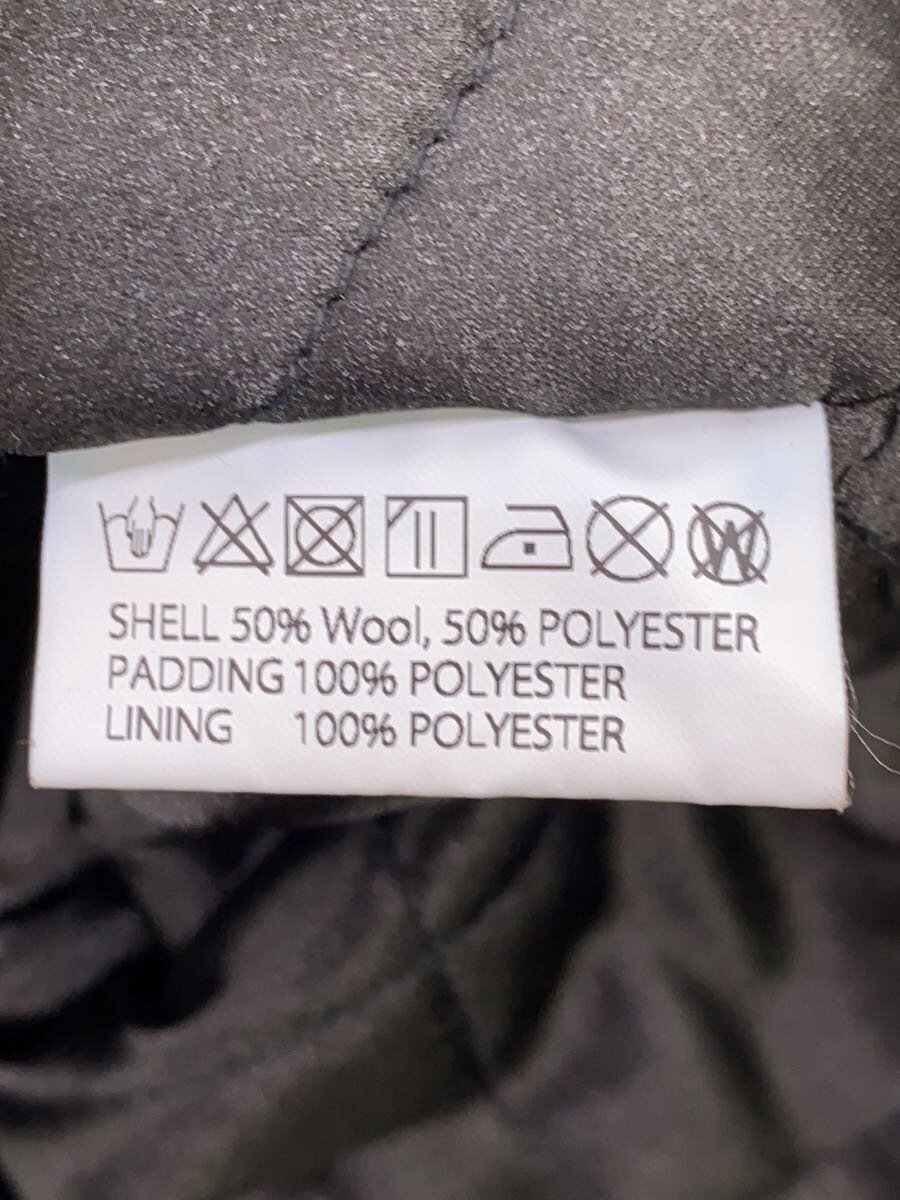 W
SHELL 50% Wool, 50% POLYESTER
PADDING 100% POLYESTER
LINING 100% POLYESTER